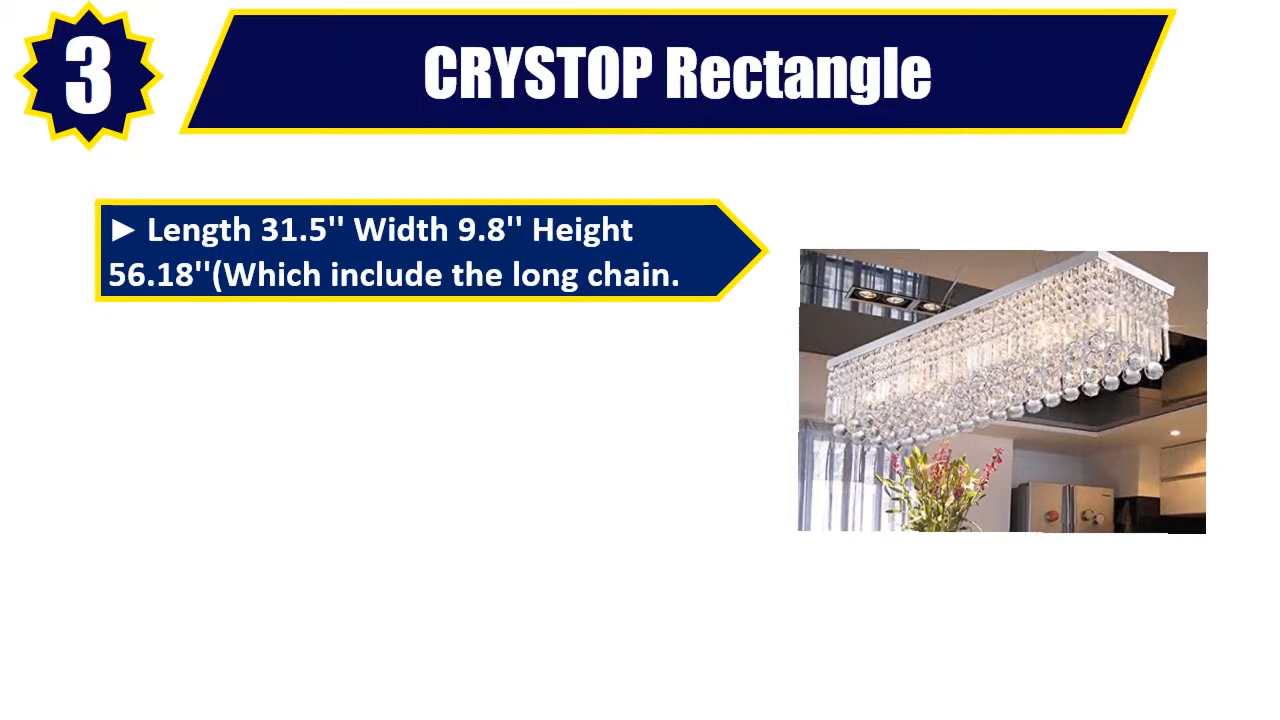 3
CRYSTOP Rectangle
► Length 31.5'' Width 9.8'' Height
56.18''(Which include the long chain.